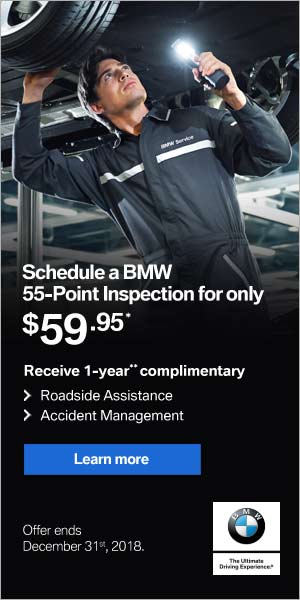 BMW Service
Schedule a BMW
55-Point Inspection for only
$59.95*
Receive 1-year** complimentary
Roadside Assistance
Accident Management
Learn more
Offer ends
December 31st, 2018.
BMW
The Ultimate
Driving Experience.®